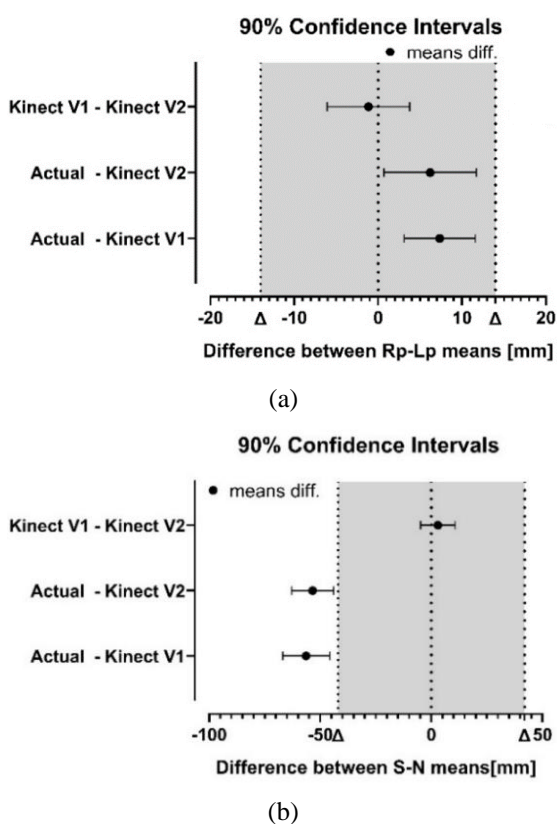 90% Confidence Intervals
● means diff.
Kinect V1 - Kinect V2
Actual - Kinect V2
Actual - Kinect V1
-20 Δ -10 0 10 Δ 20
Difference between Rp-Lp means [mm]
(a)
90% Confidence Intervals
● means diff.
Kinect V1 - Kinect V2
Actual - Kinect V2
Actual - Kinect V1
-100 -50Δ 0 Δ 50
Difference between S-N means[mm]
(b)